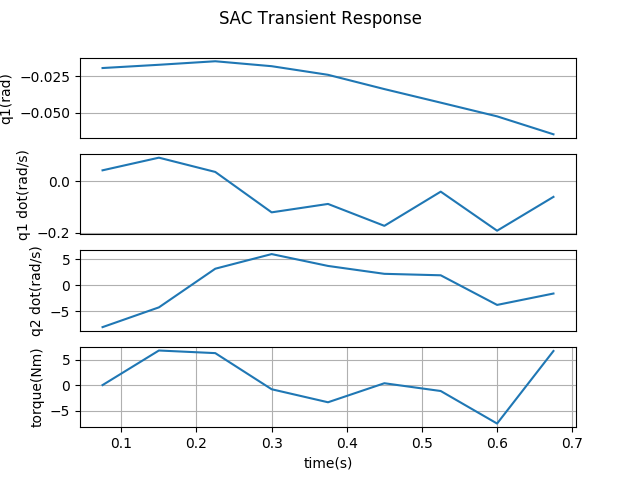 SAC Transient Response
q1(rad)
−0.025
−0.050
q1 dot(rad/s)
0.0
−0.2
q2 dot(rad/s)
5
0
−5
torque(Nm)
5
0
−5
0.1 0.2 0.3 0.4 0.5 0.6 0.7
time(s)